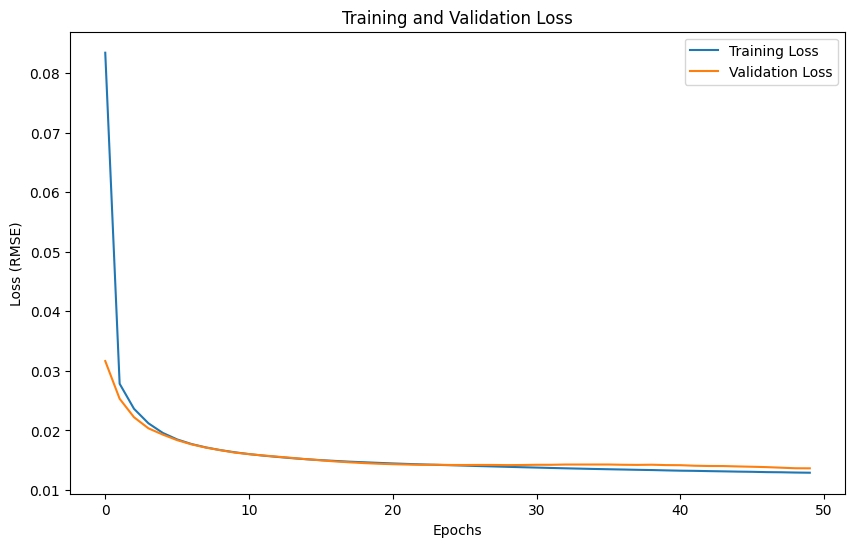 Training and Validation Loss
Training Loss
Validation Loss
0.08
0.07
0.06
0.05
0.04
0.03
0.02
0.01
Loss (RMSE)
0
10
20
30
40
50
Epochs